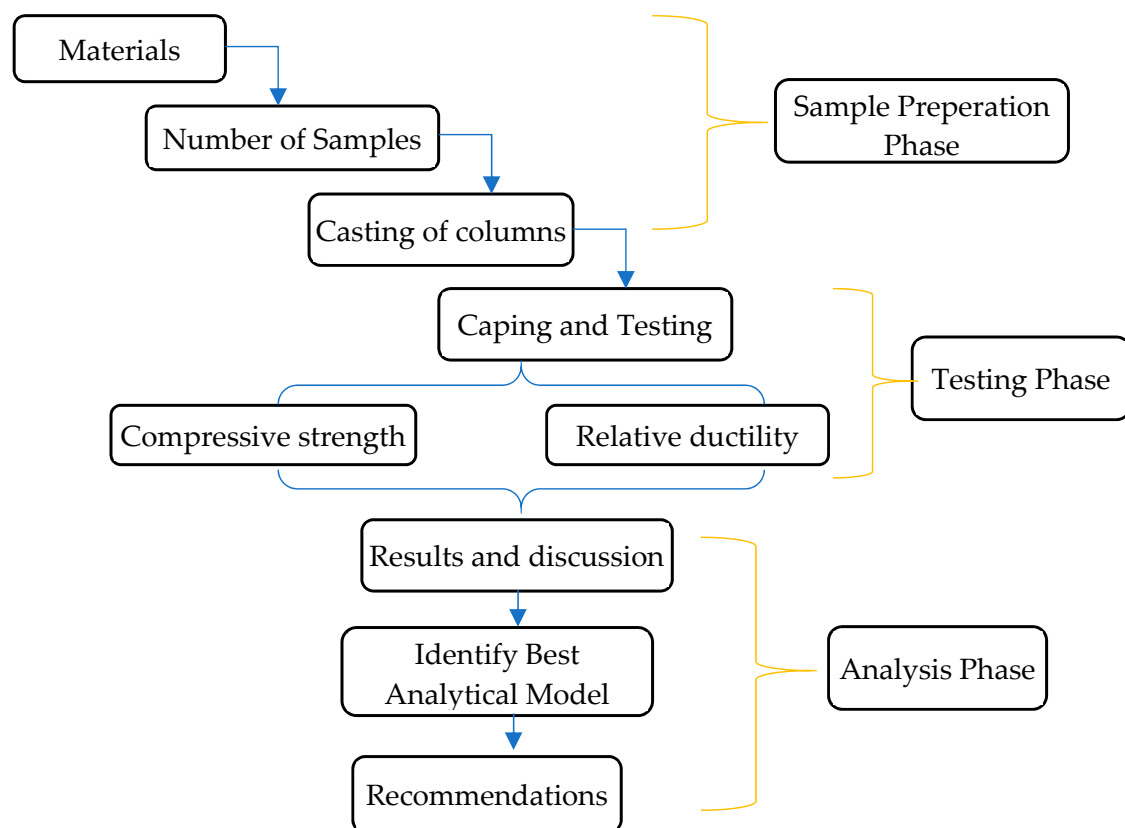 Materials
Number of Samples
Sample Preperation
Phase
Casting of columns
Caping and Testing
Testing Phase
Compressive strength
Relative ductility
Results and discussion
Identify Best
Analytical Model
Analysis Phase
Recommendations